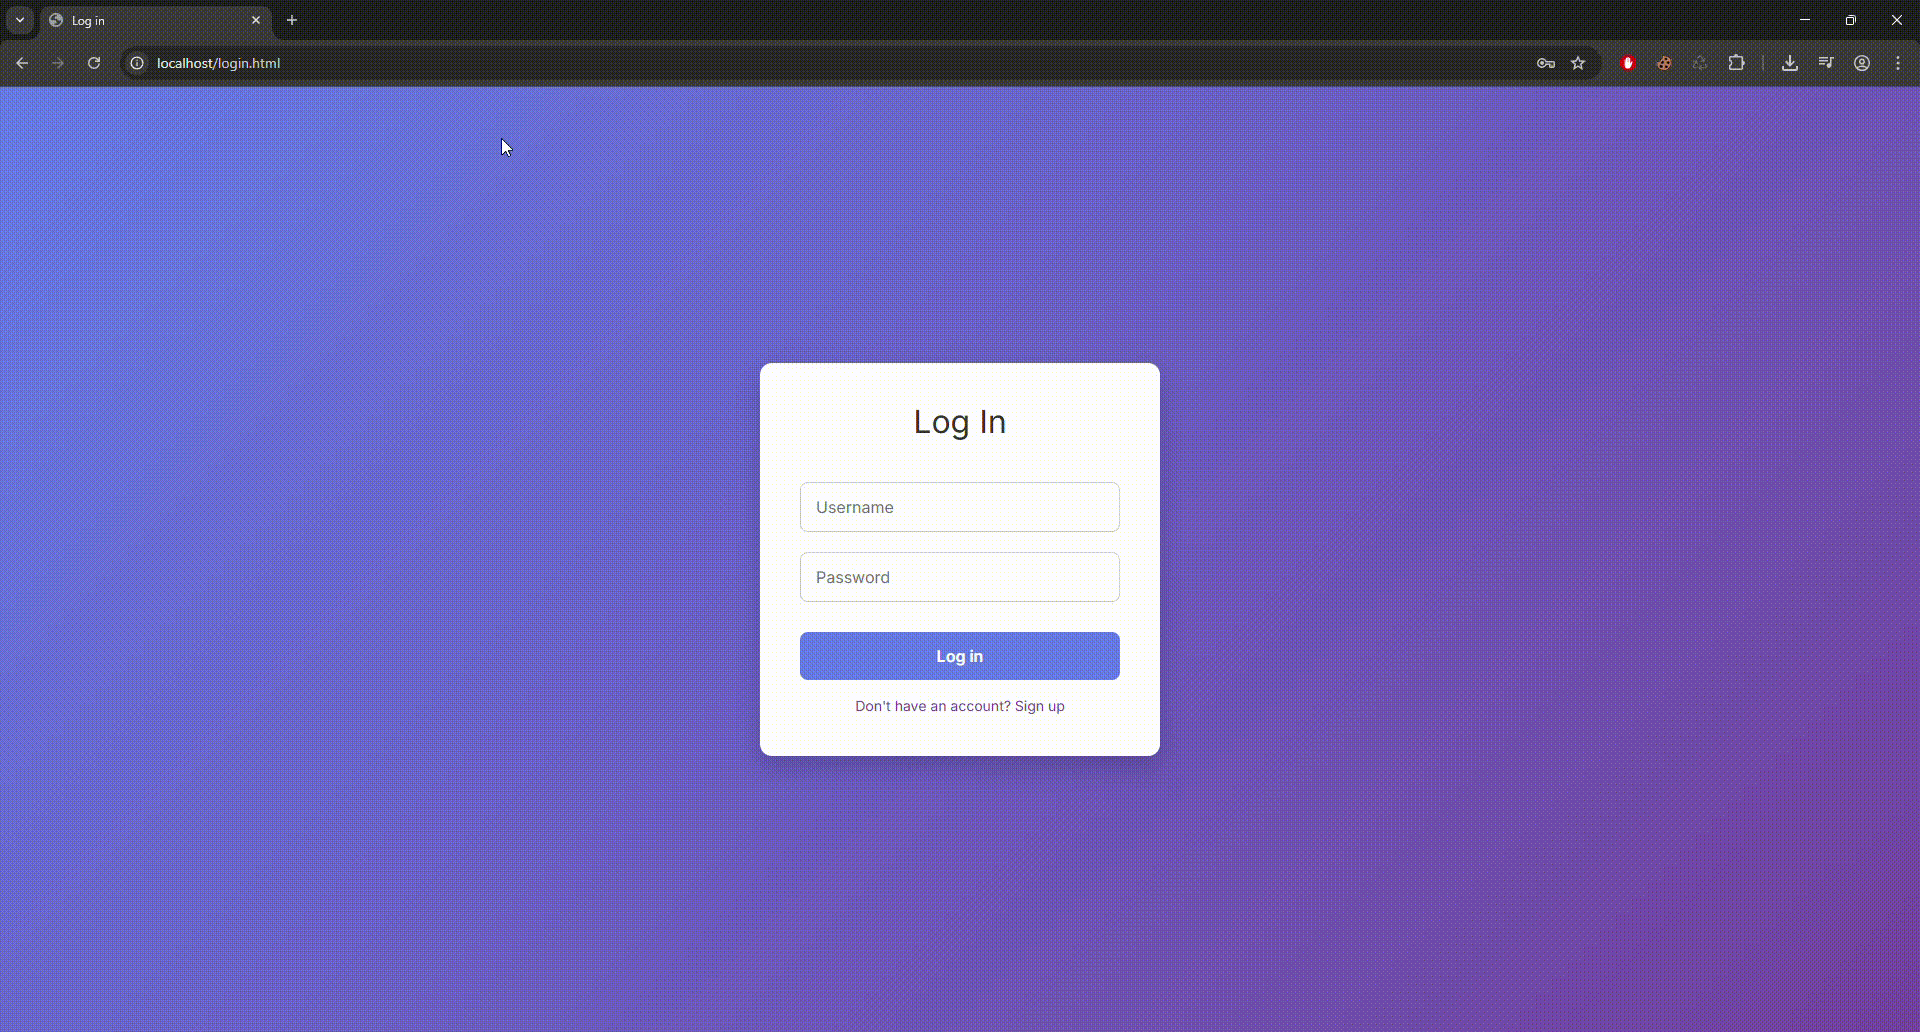 Log in
localhost/login.html
Log In
Username
Password
Log in
Don't have an account? Sign up